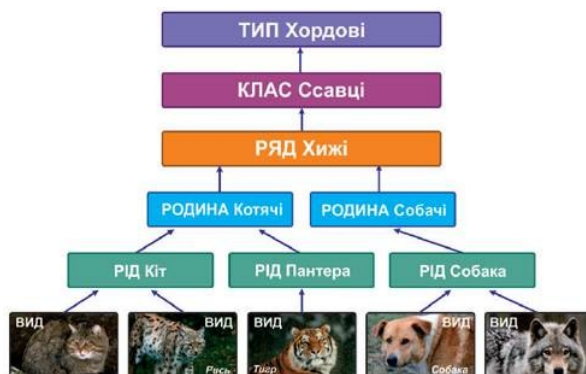 ТИП Хордові
КЛАС Ссавці
РЯД Хижі
РОДИНА Котячі
РОДИНА Собачі
РІД Кіт
РІД Пантера
РІД Собака
ВИД
ВИД
ВИД
ВИД
ВИД
Рись
Тигр
Собака